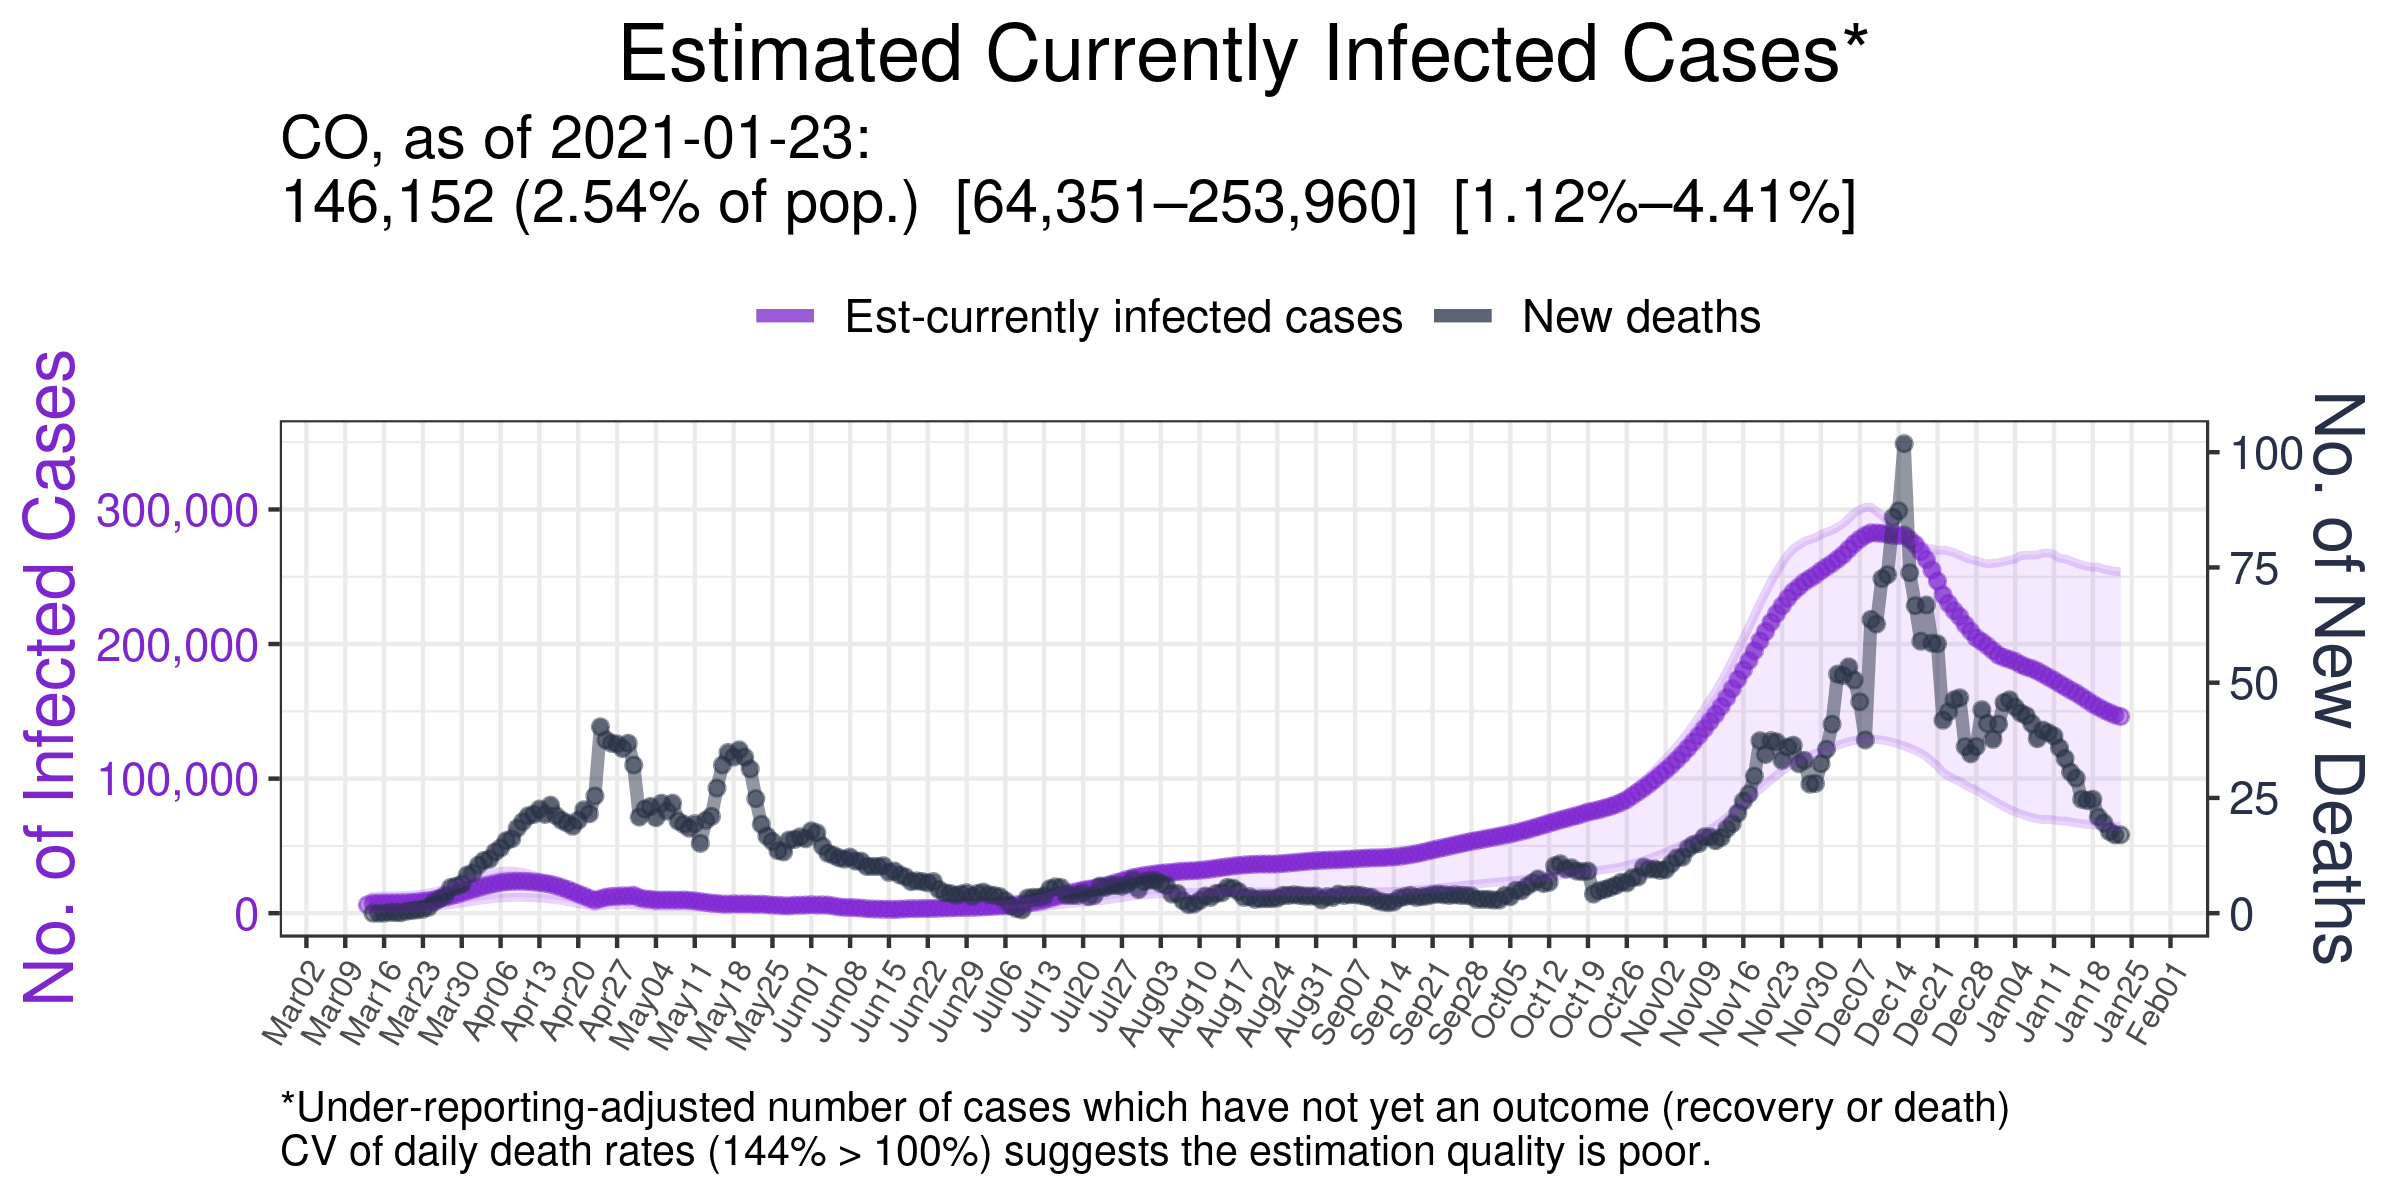 Estimated Currently Infected Cases*
CO, as of 2021-01-23:
146,152 (2.54% of pop.)  [64,351–253,960]  [1.12%–4.41%]
Est-currently infected cases
New deaths
No. of Infected Cases
300,000
200,000
100,000
0
No. of New Deaths
100
75
50
25
0
Mar02
Mar09
Mar16
Mar23
Mar30
Apr06
Apr13
Apr20
Apr27
May04
May11
May18
May25
Jun01
Jun08
Jun15
Jun22
Jun29
Jul06
Jul13
Jul20
Jul27
Aug03
Aug10
Aug17
Aug24
Aug31
Sep07
Sep14
Sep21
Sep28
Oct05
Oct12
Oct19
Oct26
Nov02
Nov09
Nov16
Nov23
Nov30
Dec07
Dec14
Dec21
Dec28
Jan04
Jan11
Jan18
Jan25
Feb01
*Under-reporting-adjusted number of cases which have not yet an outcome (recovery or death)
CV of daily death rates (144% > 100%) suggests the estimation quality is poor.